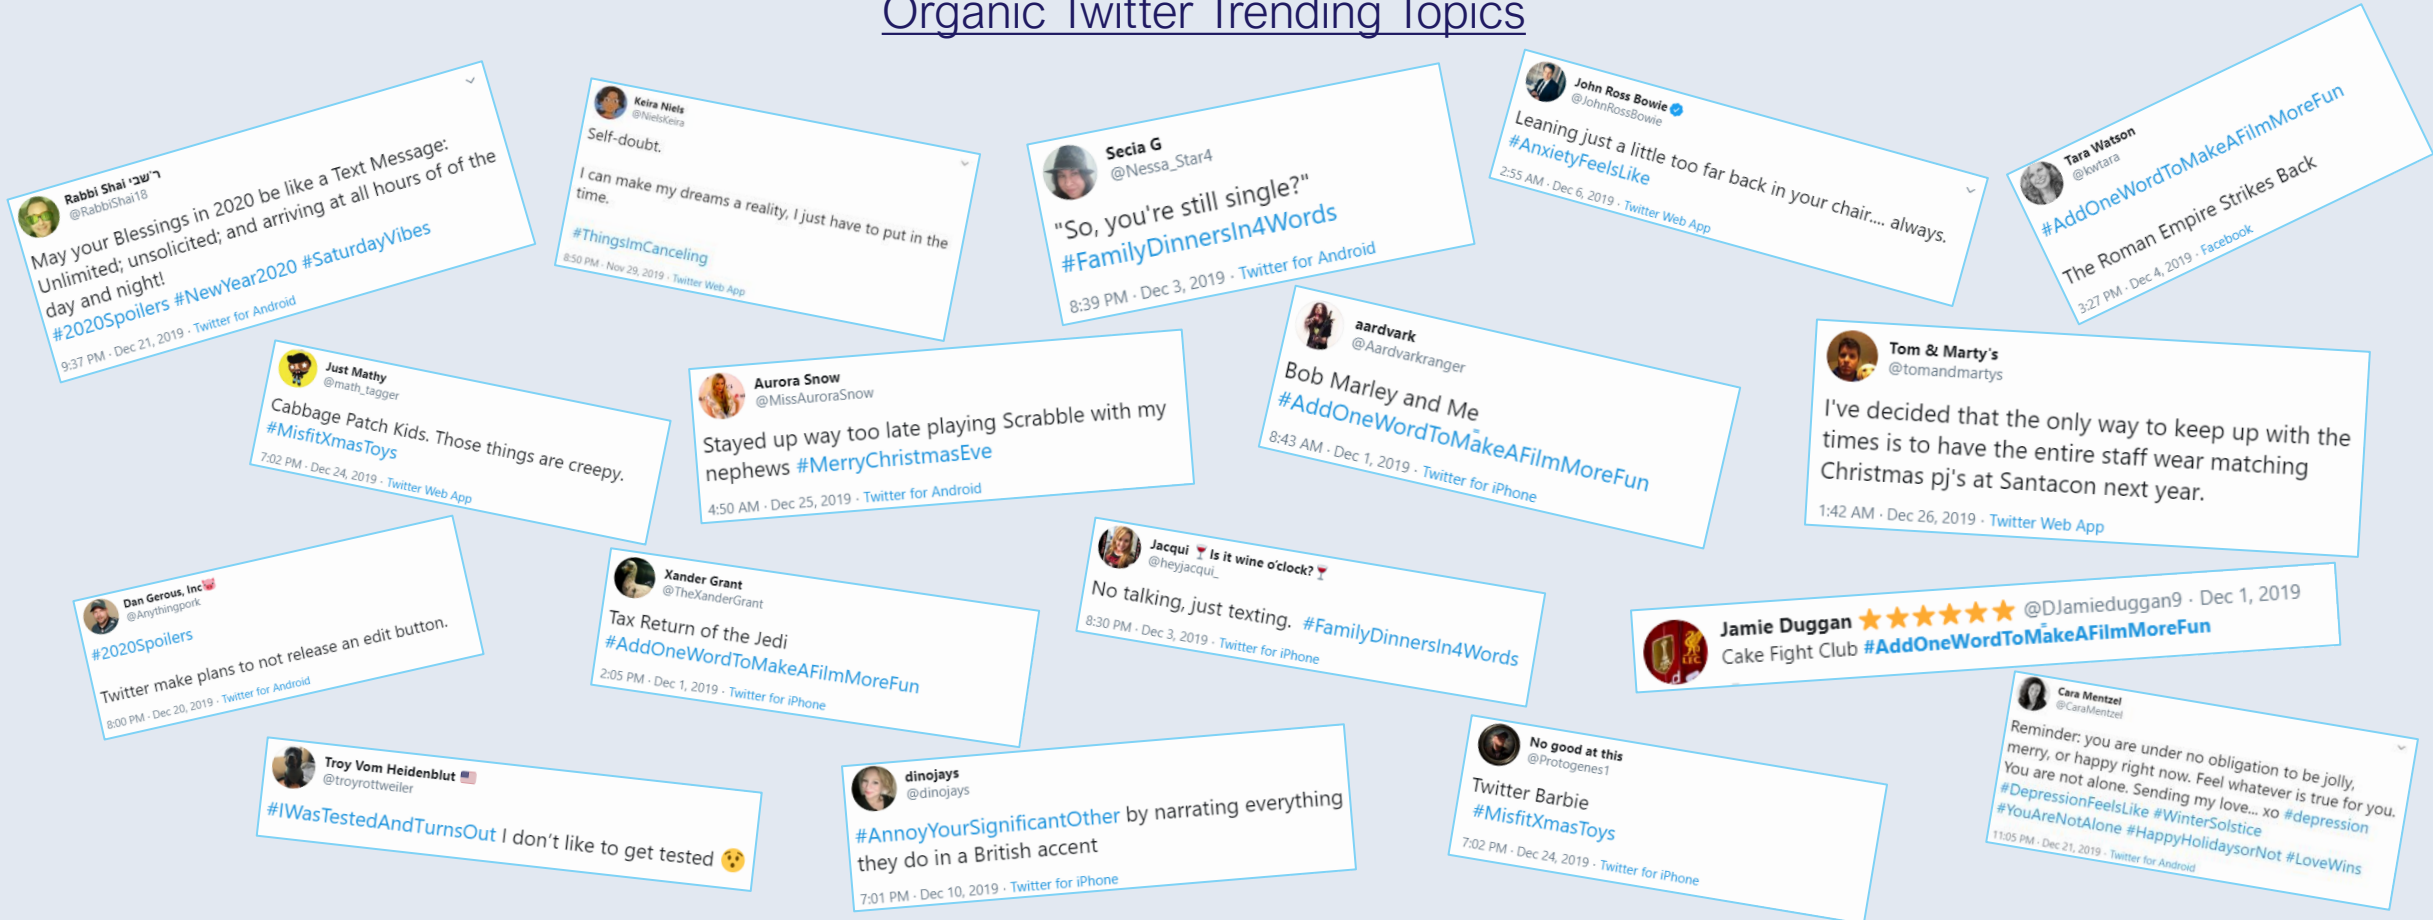 Organic Twitter Trending Topics
Rabbi Shai ר'שבי
@RabbiShai18
May your Blessings in 2020 be like a Text Message:
Unlimited; unsolicited; and arriving at all hours of of the
day and night!
#2020Spoilers #NewYear2020 #SaturdayVibes
9:37 PM · Dec 21, 2019 · Twitter for Android
Keira Niels
@NielsKeira
Self-doubt.
I can make my dreams a reality, I just have to put in the
time.
#ThingsImCanceling
8:50 PM · Nov 29, 2019 · Twitter Web App
Secia G
@Nessa_Star4
"So, you're still single?"
#FamilyDinnersIn4Words
8:39 PM · Dec 3, 2019 · Twitter for Android
John Ross Bowie
@JohnRossBowie
Leaning just a little too far back in your chair.... always.
#AnxietyFeelsLike
2:55 AM · Dec 6, 2019 · Twitter Web App
Tara Watson
@kwtara
#AddOneWordToMakeAFilmMoreFun
The Roman Empire Strikes Back
3:27 PM · Dec 4, 2019 · Facebook
Just Mathy
@math_tagger
Cabbage Patch Kids. Those things are creepy.
#MisfitXmasToys
7:02 PM · Dec 24, 2019 · Twitter Web App
Aurora Snow
@MissAuroraSnow
Stayed up way too late playing Scrabble with my
nephews #MerryChristmasEve
4:50 AM · Dec 25, 2019 · Twitter for Android
aardvark
@Aardvarkranger
Bob Marley and Me
#AddOneWordToMakeAFilmMoreFun
8:43 AM · Dec 1, 2019 · Twitter for iPhone
Tom & Marty's
@tomandmartys
I've decided that the only way to keep up with the
times is to have the entire staff wear matching
Christmas pj's at Santacon next year.
1:42 AM · Dec 26, 2019 · Twitter Web App
Dan Gerous, Inc🐷
@Anythingpork
#2020Spoilers
Twitter make plans to not release an edit button.
8:00 PM · Dec 20, 2019 · Twitter for Android
Xander Grant
@TheXanderGrant
Tax Return of the Jedi
#AddOneWordToMakeAFilmMoreFun
2:05 PM · Dec 1, 2019 · Twitter for iPhone
Jacqui 🍷Is it wine o'clock?🍷
@heyjacqui_
No talking, just texting. #FamilyDinnersIn4Words
8:30 PM · Dec 3, 2019 · Twitter for iPhone
Jamie Duggan ⭐⭐⭐⭐⭐⭐ @DJamieduggan9 · Dec 1, 2019
Cake Fight Club #AddOneWordToMakeAFilmMoreFun
Cara Mentzel
@CaraMentzel
Reminder: you are under no obligation to be jolly,
merry, or happy right now. Feel whatever is true for you.
You are not alone. Sending my love... xo #depression
#DepressionFeelsLike #WinterSolstice
#YouAreNotAlone #HappyHolidaysorNot #LoveWins
11:05 PM · Dec 21, 2019 · Twitter for Android
Troy Vom Heidenblut 🇺🇸
@troyrottweiler
#IWasTestedAndTurnsOut I don't like to get tested 😯
dinojays
@dinojays
#AnnoyYourSignificantOther by narrating everything
they do in a British accent
7:01 PM · Dec 10, 2019 · Twitter for iPhone
No good at this
@Protogenes1
Twitter Barbie
#MisfitXmasToys
7:02 PM · Dec 24, 2019 · Twitter for iPhone